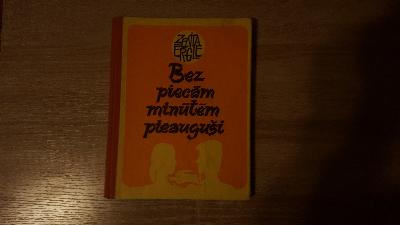 ZENTA
ĒRGLE
Bez
piecām
minūtēm
pieauguši